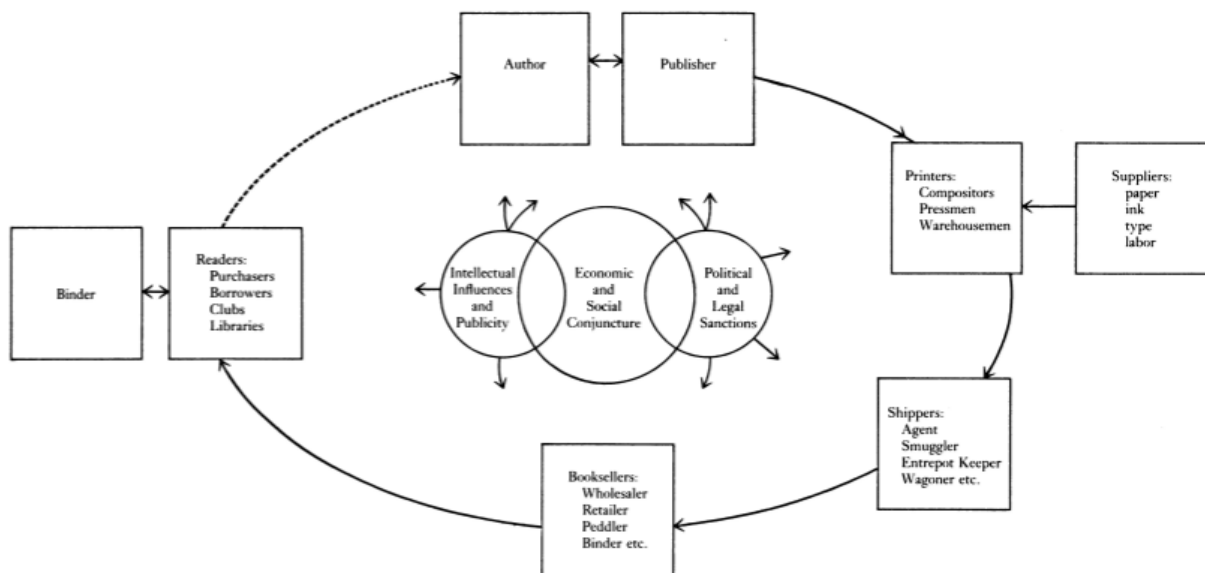 Author
Publisher
Printers:
Compositors
Pressmen
Warehousemen
Suppliers:
paper
ink
type
labor
Binder
Readers:
Purchasers
Borrowers
Clubs
Libraries
Intellectual
Influences
and
Publicity
Economic
and
Social
Conjuncture
Political
and
Legal
Sanctions
Shippers:
Agent
Smuggler
Entrepot Keeper
Wagoner etc.
Booksellers:
Wholesaler
Retailer
Peddler
Binder etc.